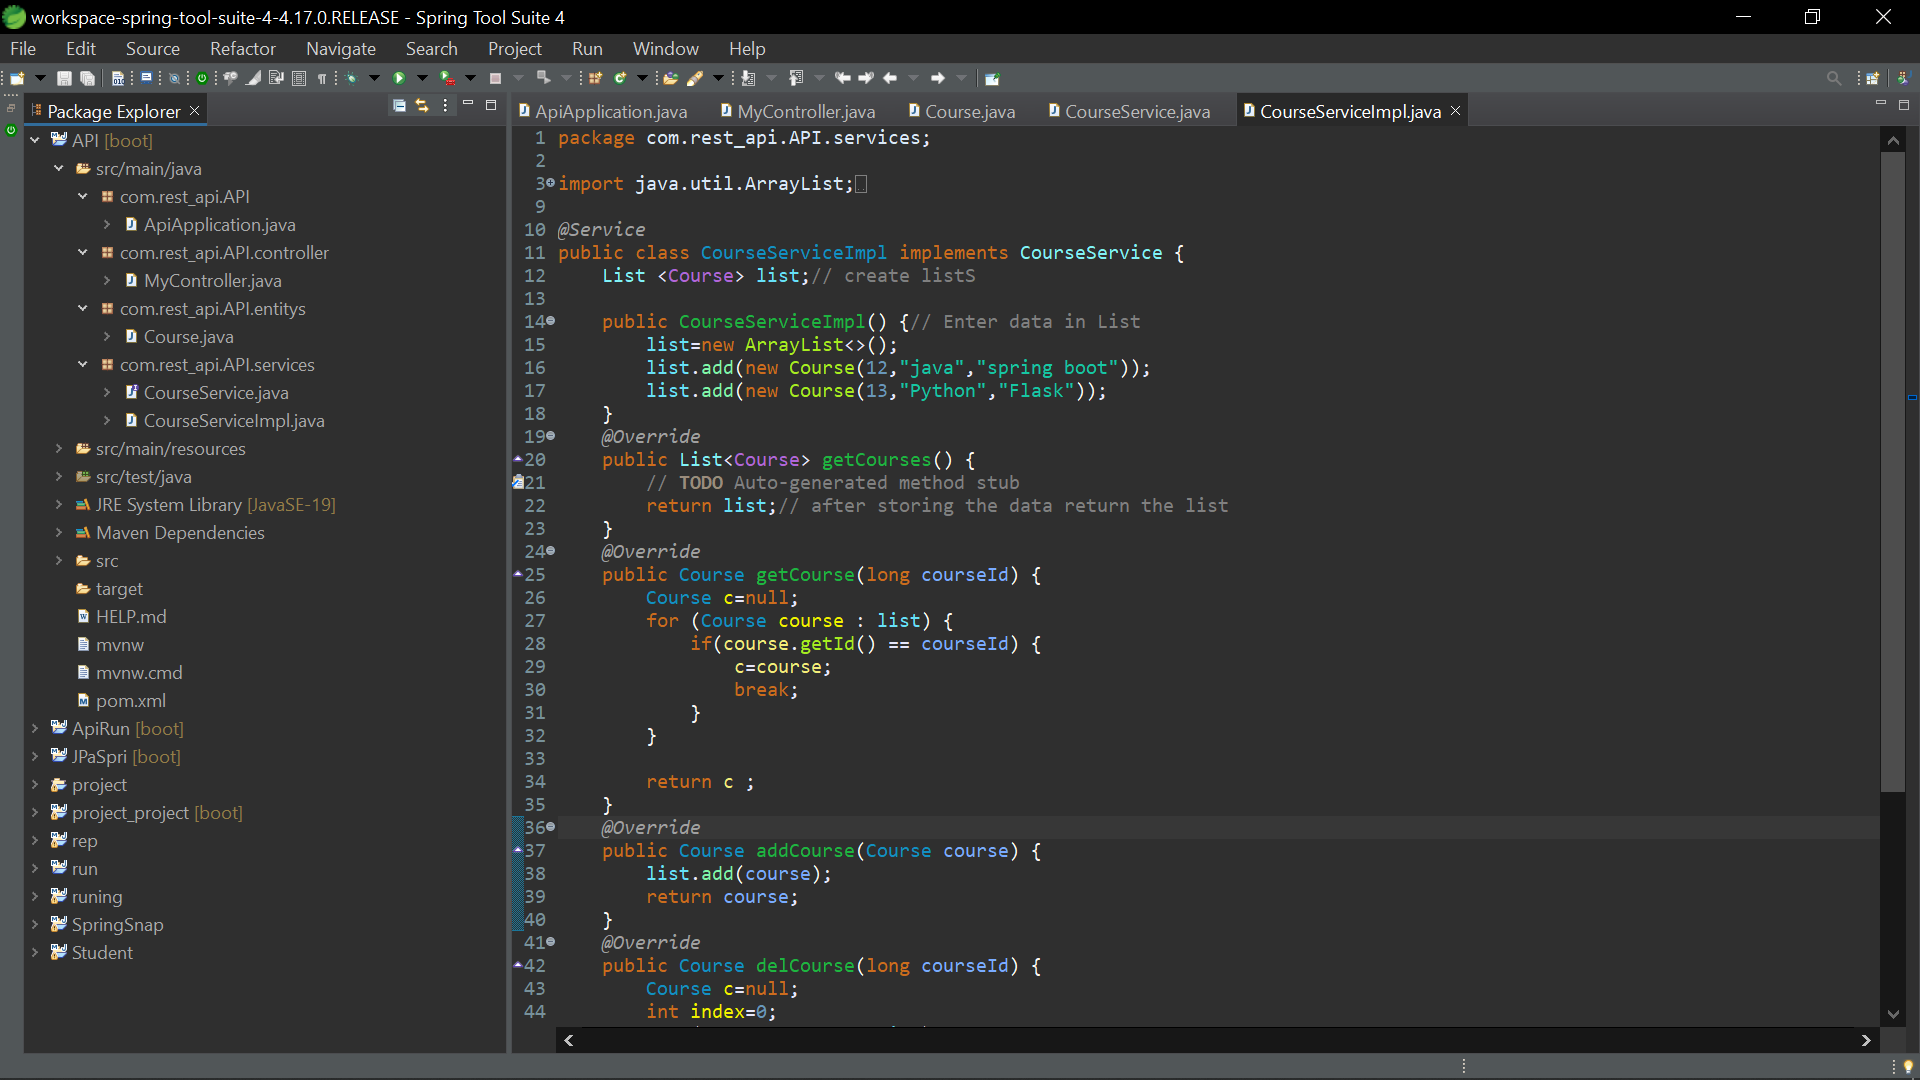 workspace-spring-tool-suite-4-4.17.0.RELEASE - Spring Tool Suite 4
File Edit Source Refactor Navigate Search Project Run Window Help
Package Explorer
API [boot]
src/main/java
com.rest_api.API
ApiApplication.java
com.rest_api.API.controller
MyController.java
com.rest_api.API.entitys
Course.java
com.rest_api.API.services
CourseService.java
CourseServiceImpl.java
src/main/resources
src/test/java
JRE System Library [JavaSE-19]
Maven Dependencies
src
target
HELP.md
mvnw
mvnw.cmd
pom.xml
ApiRun [boot]
JPaSpri [boot]
project
project_project [boot]
rep
run
runing
SpringSnap
Student
ApiApplication.java MyController.java Course.java CourseService.java CourseServiceImpl.java
1 package com.rest_api.API.services;
2
3 import java.util.ArrayList;
9
10 @Service
11 public class CourseServiceImpl implements CourseService {
12     List <Course> list;// create listS
13
14     public CourseServiceImpl() {// Enter data in List
15         list=new ArrayList<>();
16         list.add(new Course(12,"java","spring boot"));
17         list.add(new Course(13,"Python","Flask"));
18     }
19     @Override
20     public List<Course> getCourses() {
21         // TODO Auto-generated method stub
22         return list;// after storing the data return the list
23     }
24     @Override
25     public Course getCourse(long courseId) {
26         Course c=null;
27         for (Course course : list) {
28             if(course.getId() == courseId) {
29                 c=course;
30                 break;
31             }
32         }
33
34         return c ;
35     }
36     @Override
37     public Course addCourse(Course course) {
38         list.add(course);
39         return course;
40     }
41     @Override
42     public Course delCourse(long courseId) {
43         Course c=null;
44         int index=0;